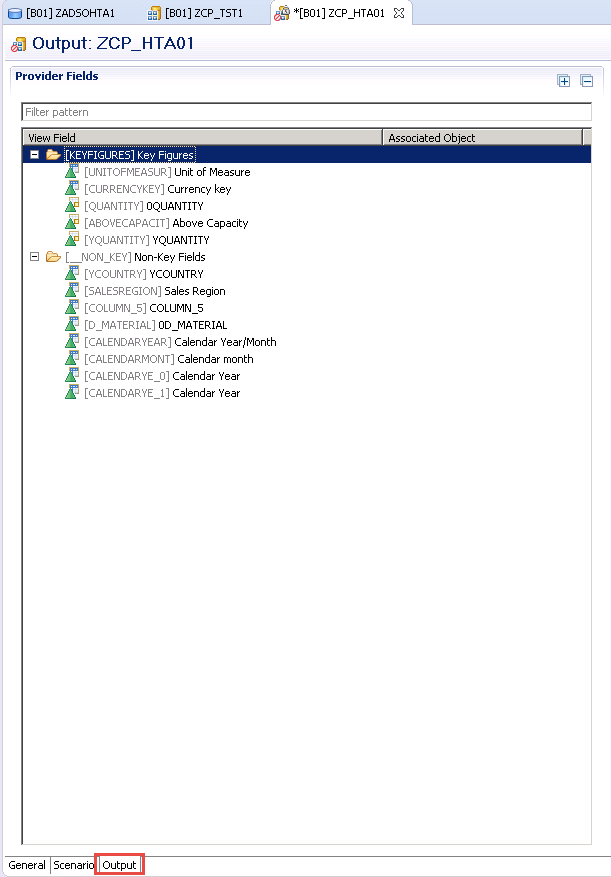 [B01] ZADSOHTA1 [B01] ZCP_TST1 *[B01] ZCP_HTA01
Output: ZCP_HTA01
Provider Fields
Filter pattern
View Field Associated Object
[KEYFIGURES] Key Figures
[UNITOFMEASUR] Unit of Measure
[CURRENCYKEY] Currency key
[QUANTITY] 0QUANTITY
[ABOVECAPACIT] Above Capacity
[YQUANTITY] YQUANTITY
[__NON_KEY] Non-Key Fields
[YCOUNTRY] YCOUNTRY
[SALESREGION] Sales Region
[COLUMN_5] COLUMN_5
[D_MATERIAL] 0D_MATERIAL
[CALENDARYEAR] Calendar Year/Month
[CALENDARMONT] Calendar month
[CALENDARYE_0] Calendar Year
[CALENDARYE_1] Calendar Year
General Scenario Output